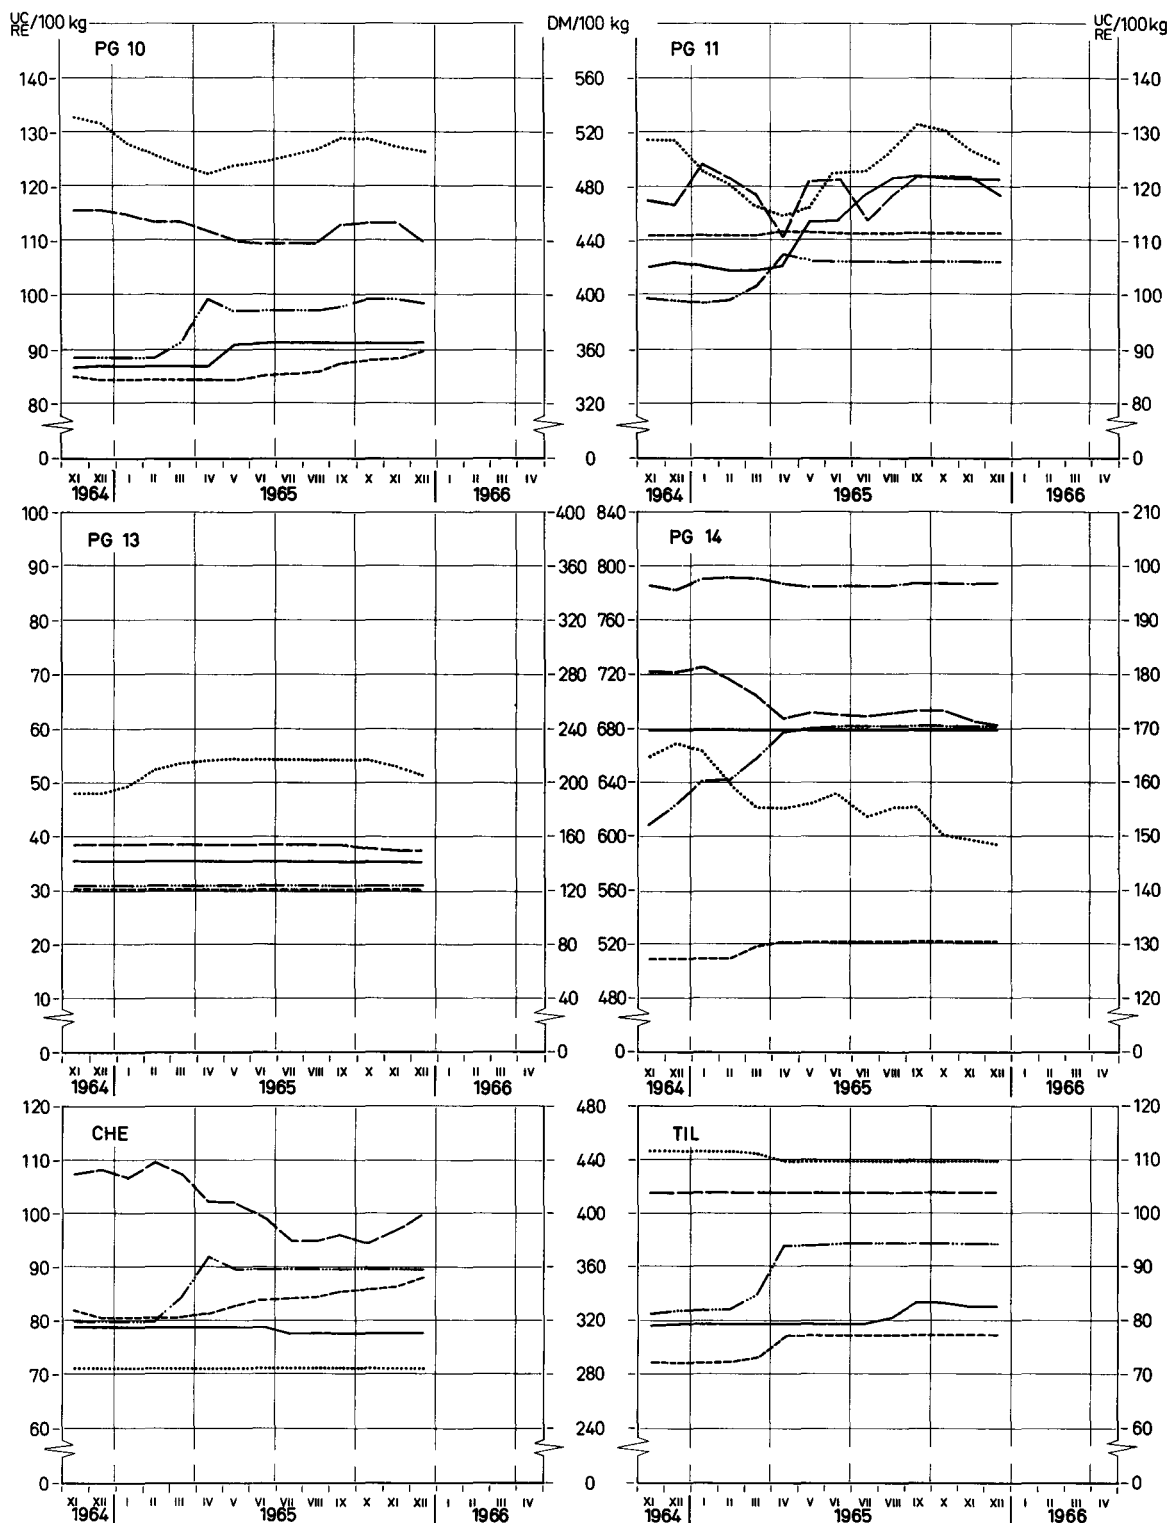 UC/RE/100 kg DM/100 kg UC/RE/100kg
PG 10 PG 11
140 560 140
130 520 130
120 480 120
110 440 110
100 400 100
90 360 90
80 320 80
0 0 0 0
XI XII I II III IV V VI VII VIII IX X XI XII I II III IV XI XII I II III IV V VI VII VIII IX X XI XII I II III IV
1964 1965 1966 1964 1965 1966
100 400 840 210
PG 13 PG 14
90 360 800 200
80 320 760 190
70 280 720 180
60 240 680 170
50 200 640 160
40 160 600 150
30 120 560 140
20 80 520 130
10 40 480 120
0 0 0 0
XI XII I II III IV V VI VII VIII IX X XI XII I II III IV XI XII I II III IV V VI VII VIII IX X XI XII I II III IV
1964 1965 1966 1964 1965 1966
120 480 120
CHE TIL
110 440 110
100 400 100
90 360 90
80 320 80
70 280 70
60 240 60
0 0 0 0
XI XII I II III IV V VI VII VIII IX X XI XII I II III IV XI XII I II III IV V VI VII VIII IX X XI XII I II III IV
1964 1965 1966 1964 1965 1966